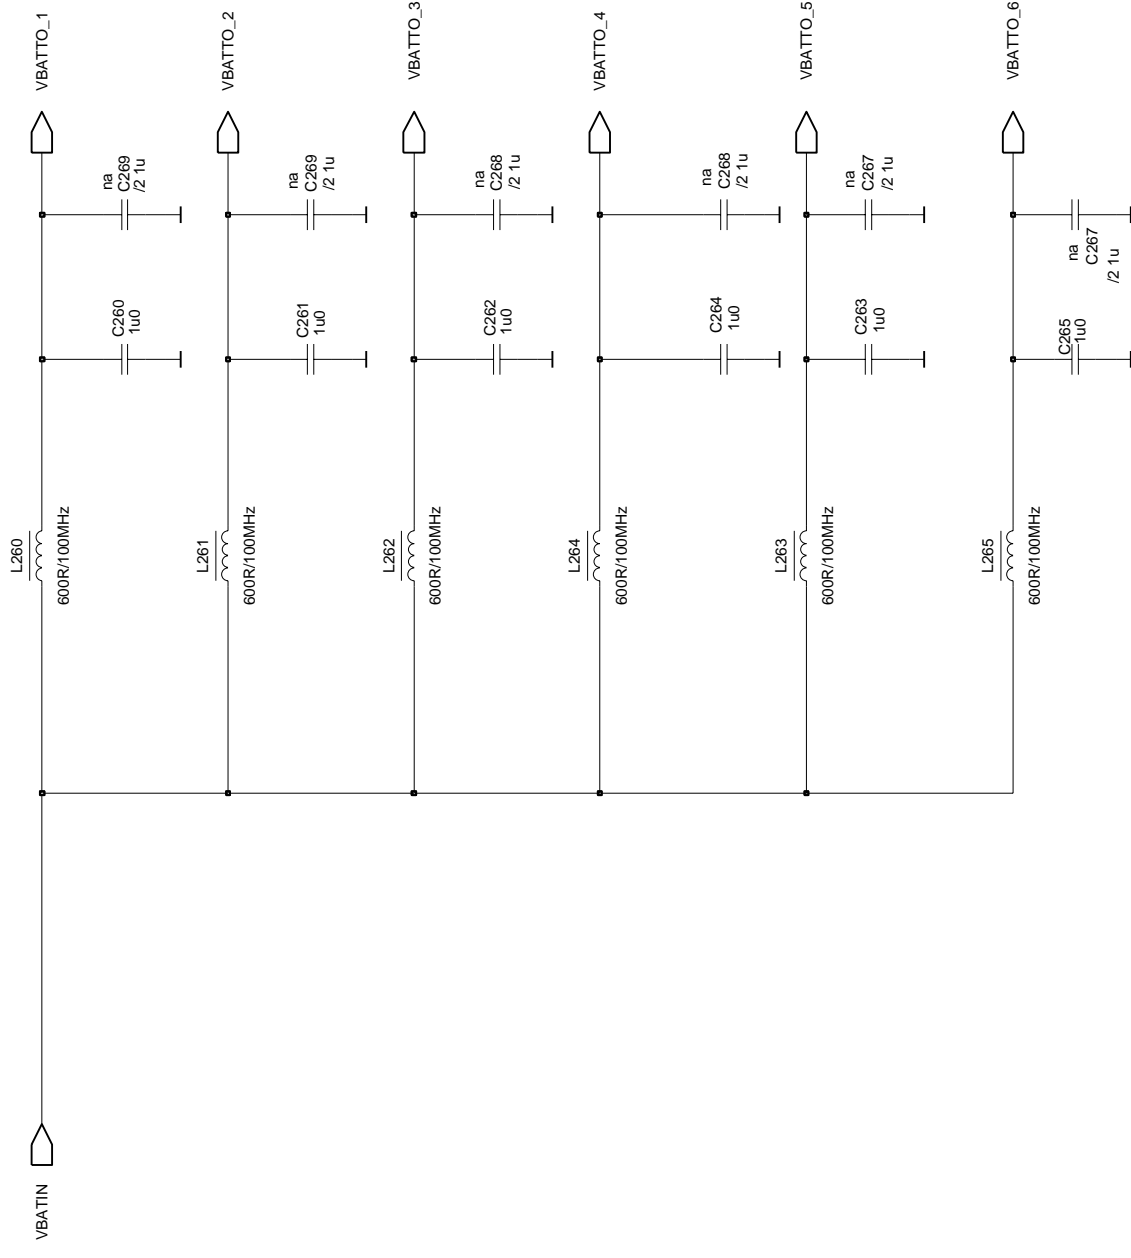 VBATTO_1
VBATTO_2
VBATTO_3
VBATTO_4
VBATTO_5
VBATTO_6
na
C269
/2 1u
na
C269
/2 1u
na
C268
/2 1u
na
C268
/2 1u
na
C267
/2 1u
na
C267
/2 1u
C260
1u0
C261
1u0
C262
1u0
C264
1u0
C263
1u0
C265
1u0
L260
600R/100MHz
L261
600R/100MHz
L262
600R/100MHz
L264
600R/100MHz
L263
600R/100MHz
L265
600R/100MHz
VBATIN